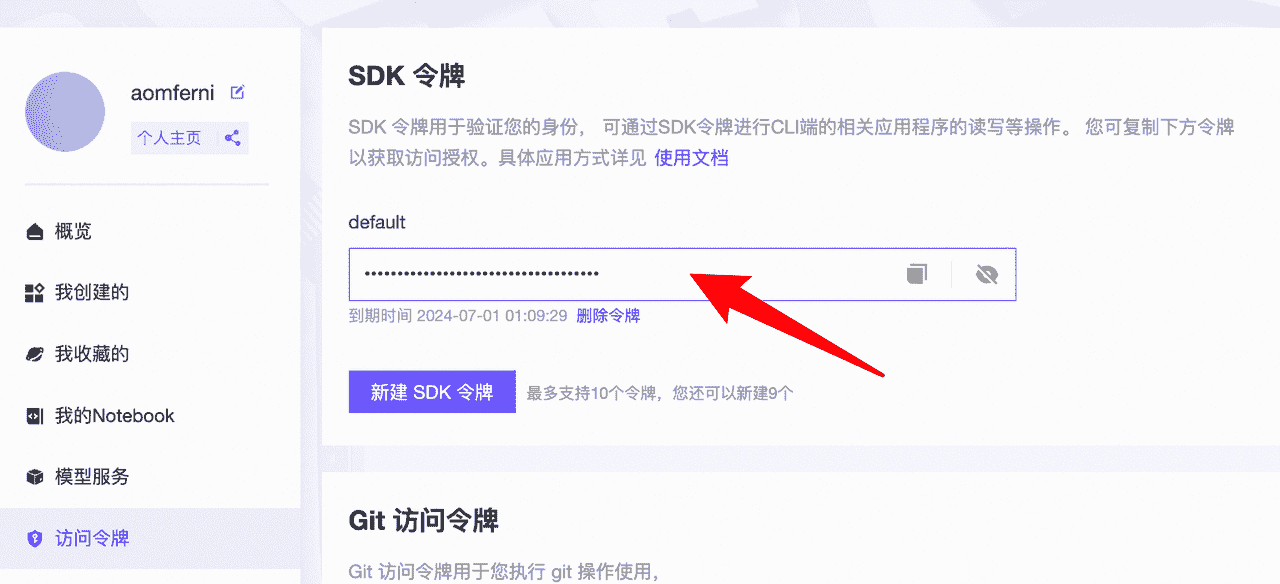 aomferni
个人主页
概览
我创建的
我收藏的
我的Notebook
模型服务
访问令牌
SDK 令牌
SDK 令牌用于验证您的身份， 可通过SDK令牌进行CLI端的相关应用程序的读写等操作。 您可复制下方令牌
以获取访问授权。具体应用方式详见 使用文档
default
••••••••••••••••••••••••••••••••••••
到期时间 2024-07-01 01:09:29 删除令牌
新建 SDK 令牌 最多支持10个令牌，您还可以新建9个
Git 访问令牌
Git 访问令牌用于您执行 git 操作使用，